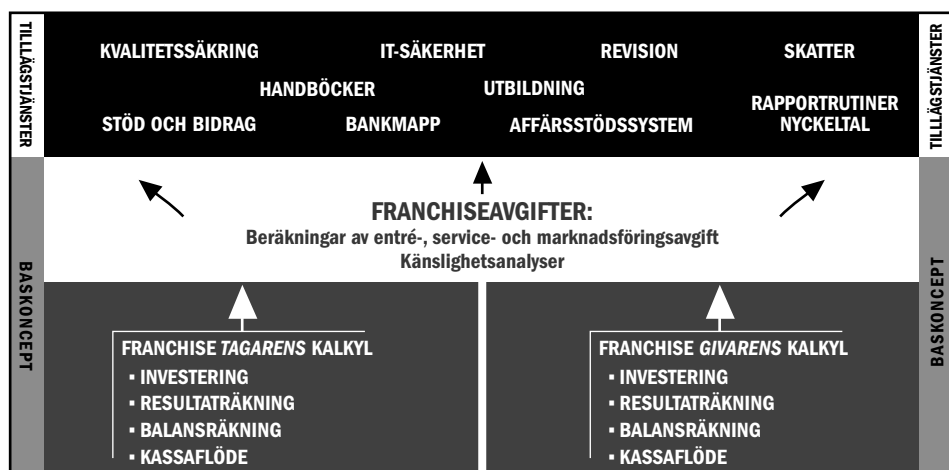 TILLLÄGSTJÄNSTER
KVALITETSSÄKRING IT-SÄKERHET REVISION SKATTER
HANDBÖCKER UTBILDNING
STÖD OCH BIDRAG BANKMAPP AFFÄRSSTÖDSSYSTEM
RAPPORTRUTINER
NYCKELTAL
TILLLÄGSTJÄNSTER
BASKONCEPT
FRANCHISEAVGIFTER:
Beräkningar av entré-, service- och marknadsföringsavgift
Känslighetsanalyser
FRANCHISE TAGARENS KALKYL
▪ INVESTERING
▪ RESULTATRÄKNING
▪ BALANSRÄKNING
▪ KASSAFLÖDE
FRANCHISE GIVARENS KALKYL
▪ INVESTERING
▪ RESULTATRÄKNING
▪ BALANSRÄKNING
▪ KASSAFLÖDE
BASKONCEPT